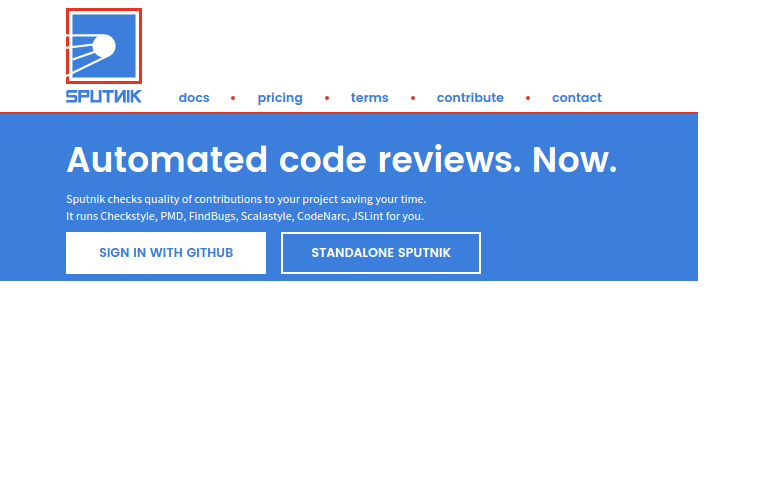 SPUTNIK
docs • pricing • terms • contribute • contact
Automated code reviews. Now.
Sputnik checks quality of contributions to your project saving your time.
It runs Checkstyle, PMD, FindBugs, Scalastyle, CodeNarc, JSLint for you.
SIGN IN WITH GITHUB
STANDALONE SPUTNIK